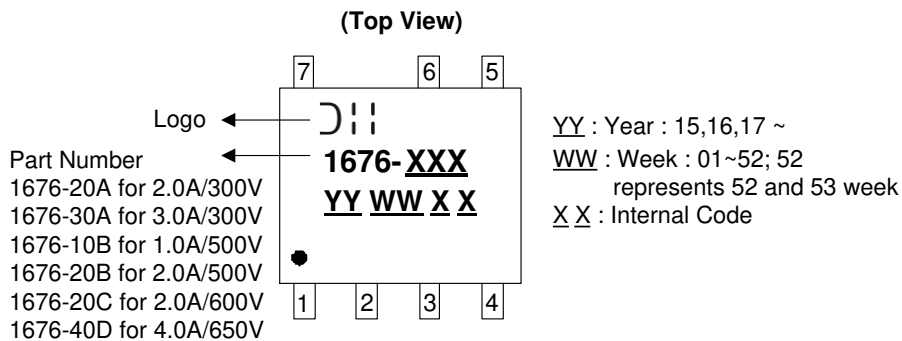 (Top View)
7 6 5
Logo
1676-XXX
YY WW X X
1 2 3 4
Part Number
1676-20A for 2.0A/300V
1676-30A for 3.0A/300V
1676-10B for 1.0A/500V
1676-20B for 2.0A/500V
1676-20C for 2.0A/600V
1676-40D for 4.0A/650V
YY : Year : 15,16,17 ~
WW : Week : 01~52; 52
represents 52 and 53 week
X X : Internal Code